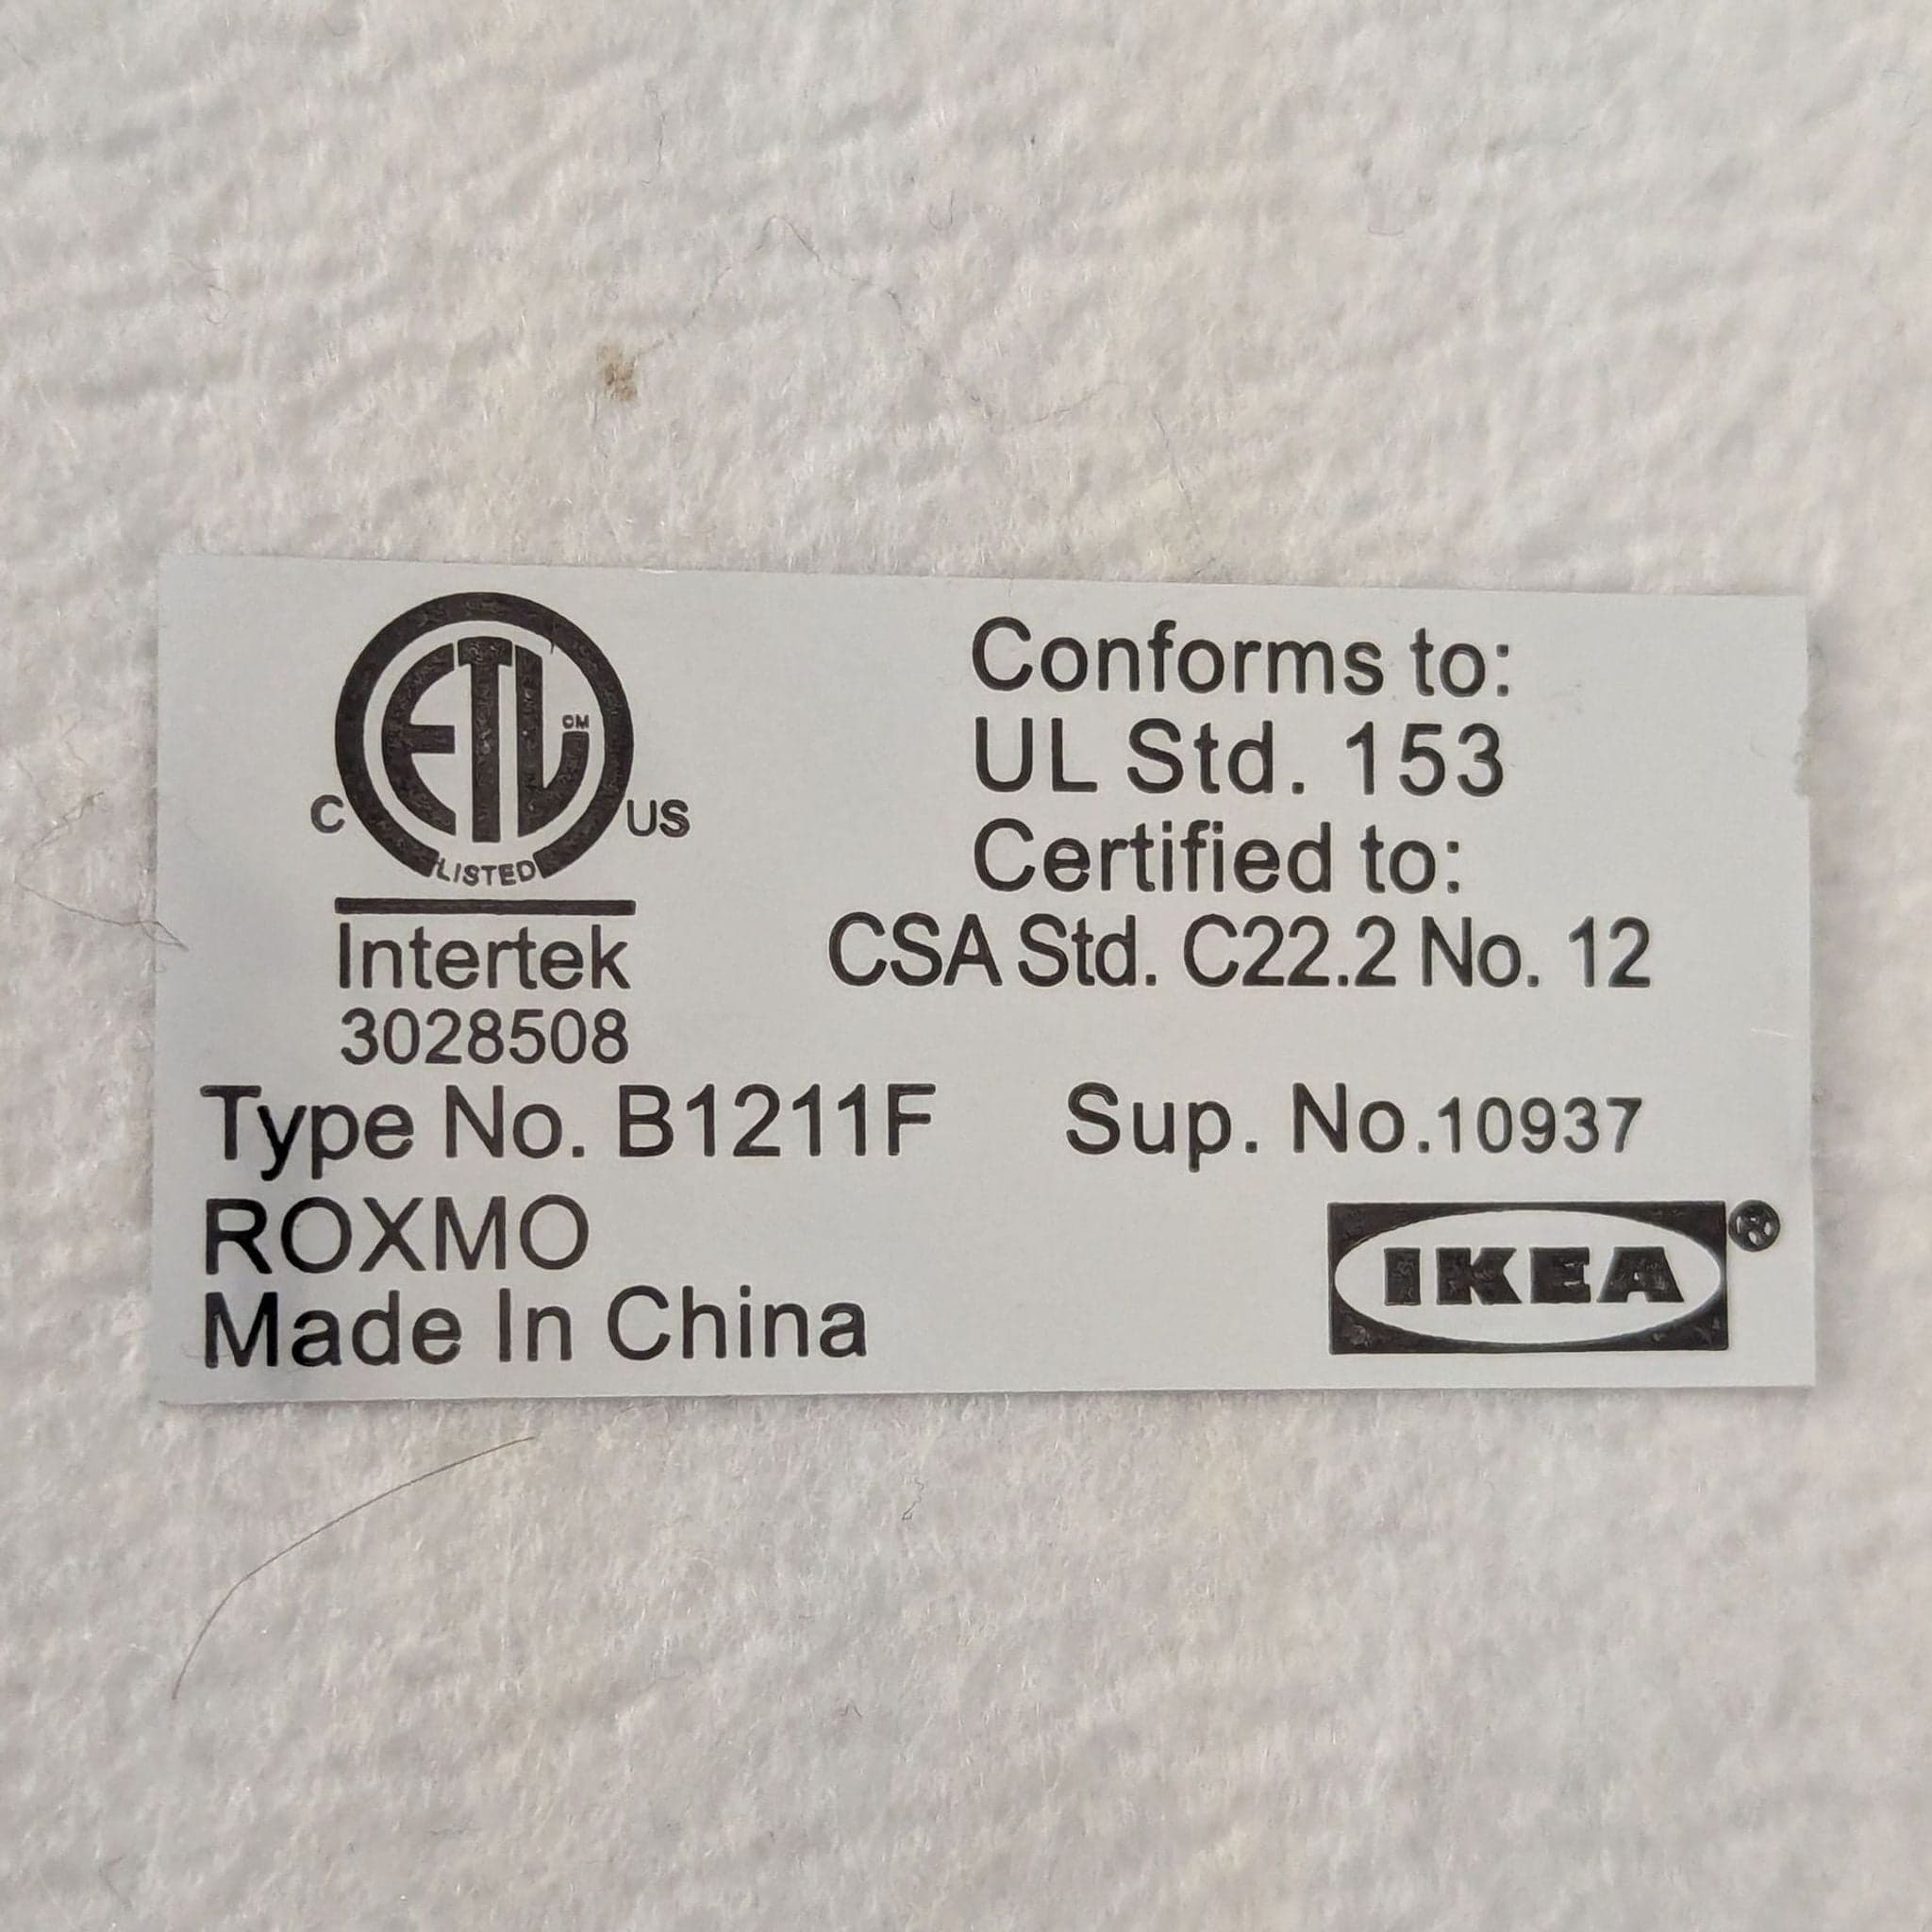 ETL CM
C US
LISTED
Intertek
3028508
Conforms to:
UL Std. 153
Certified to:
CSA Std. C22.2 No. 12
Type No. B1211F Sup. No.10937
ROXMO
Made In China
IKEA®